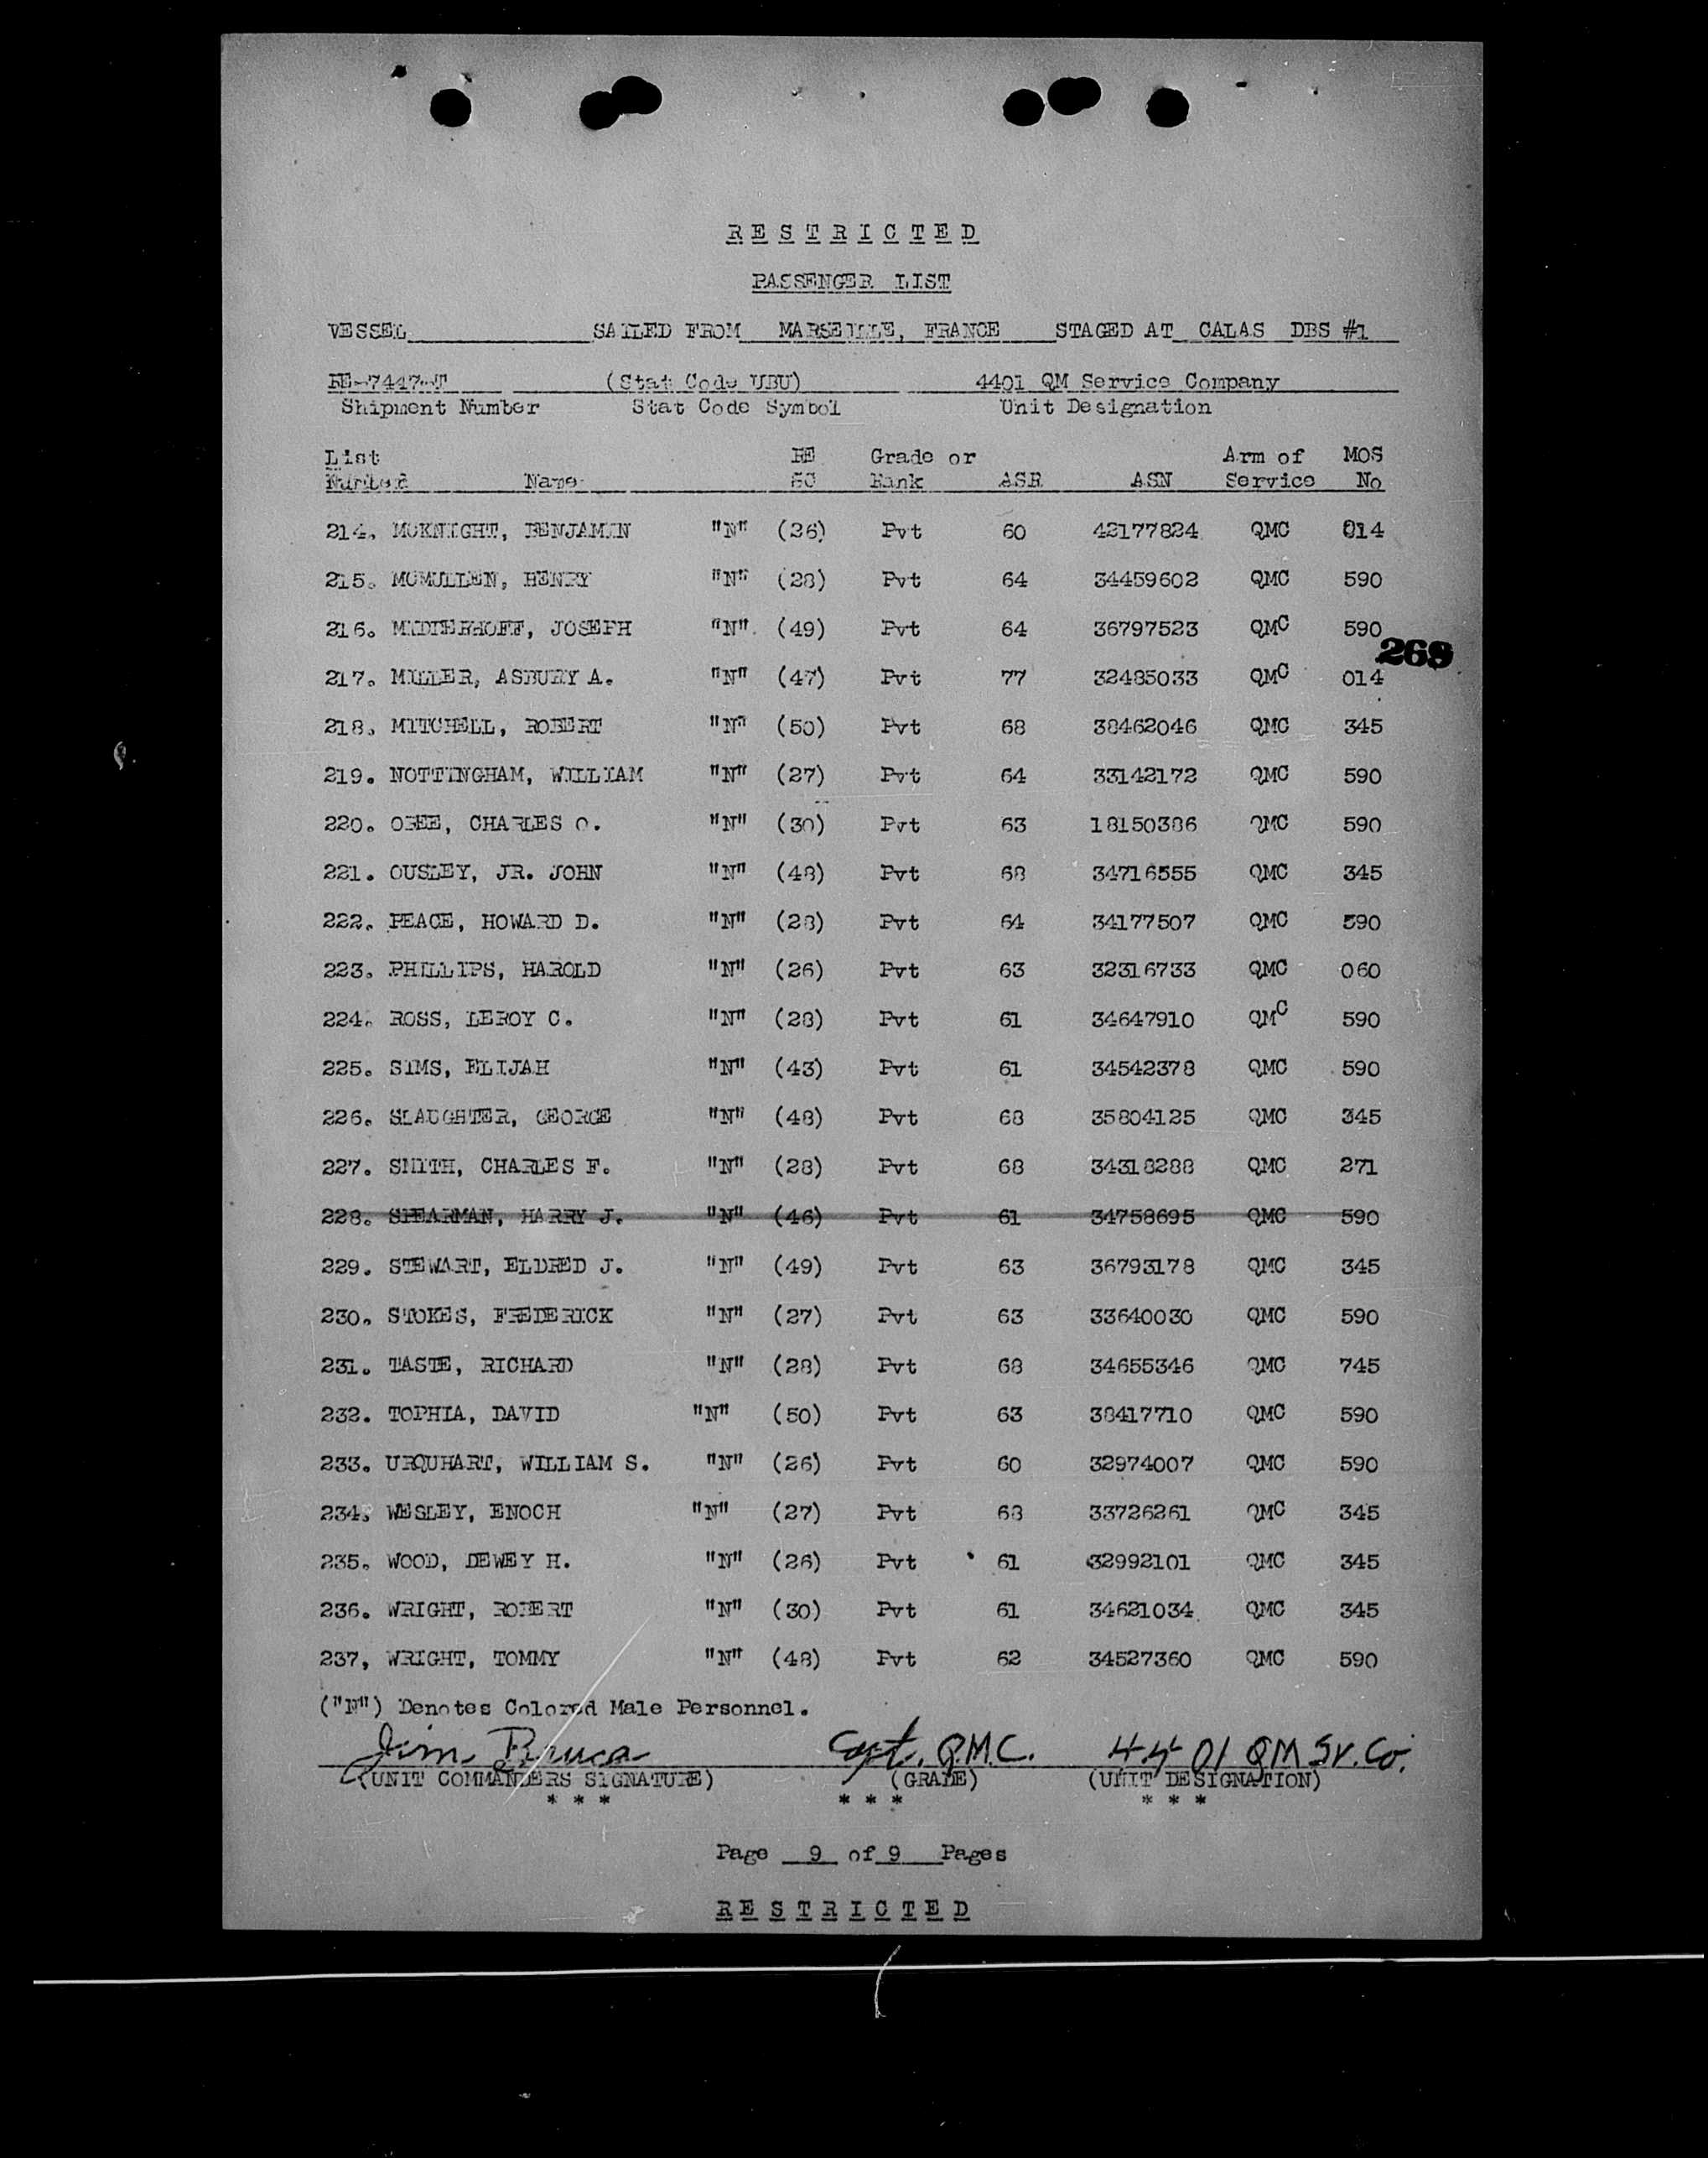 RESTRICTED
PASSENGER LIST
VESSEL SAILED FROM MARSEILLE, FRANCE STAGED AT CALAS DBS #1
RE-7447-T (Stat Code UBU) 4401 QM Service Company
Shipment Number Stat Code Symbol Unit Designation
List RE Grade or Arm of MOS
Number Name SC Rank ASR ASN Service No
214. MCKNIGHT, BENJAMIN "N" (26) Pvt 60 42177824 QMC 014
215. MCMULLEN, HENRY "N" (28) Pvt 64 34459602 QMC 590
216. JOSEPH "N" (49) Pvt 64 36797523 QMC 590
268
217. MILLER, ASBURY A. "N" (47) Pvt 77 32485033 QMC 014
218. MITCHELL, ROBERT "N" (50) Pvt 68 38462046 QMC 345
219. NOTTINGHAM, WILLIAM "N" (27) Pvt 64 33142172 QMC 590
220. OBEE, CHARLES O. "N" (30) Pvt 63 18150386 QMC 590
221. OUSLEY, JR. JOHN "N" (48) Pvt 68 34716555 QMC 345
222. PEACE, HOWARD D. "N" (28) Pvt 64 34177507 QMC 590
223. PHILLIPS, HAROLD "N" (26) Pvt 63 32316733 QMC 060
224. ROSS, LEROY C. "N" (28) Pvt 61 34647910 QMC 590
225. SIMS, ELIJAH "N" (43) Pvt 61 34542378 QMC 590
226. SLAUGHTER, GEORGE "N" (48) Pvt 68 35804125 QMC 345
227. SMITH, CHARLES F. "N" (28) Pvt 68 34318288 QMC 271
228. SPEARMAN, HARRY J. "N" (46) Pvt 61 34758695 QMC 590
229. STEWART, ELDRED J. "N" (49) Pvt 63 36793178 QMC 345
230. STOKES, FREDERICK "N" (27) Pvt 63 33640030 QMC 590
231. TASTE, RICHARD "N" (28) Pvt 68 34655346 QMC 745
232. TOPHIA, DAVID "N" (50) Pvt 63 38417710 QMC 590
233. URQUHART, WILLIAM S. "N" (26) Pvt 60 32974007 QMC 590
234. WESLEY, ENOCH "N" (27) Pvt 68 33726261 QMC 345
235. WOOD, DEWEY H. "N" (26) Pvt 61 32992101 QMC 345
236. WRIGHT, ROBERT "N" (30) Pvt 61 34621034 QMC 345
237, WRIGHT, TOMMY "N" (48) Pvt 62 34527360 QMC 590
("N") Denotes Colored Male Personnel.
Jim Capt. Q.M.C. 4401 QM Sv. Co.
(UNIT COMMANDERS SIGNATURE) (GRADE) (UNIT DESIGNATION)
* * * * * * * * *
Page 9 of 9 Pages
RESTRICTED